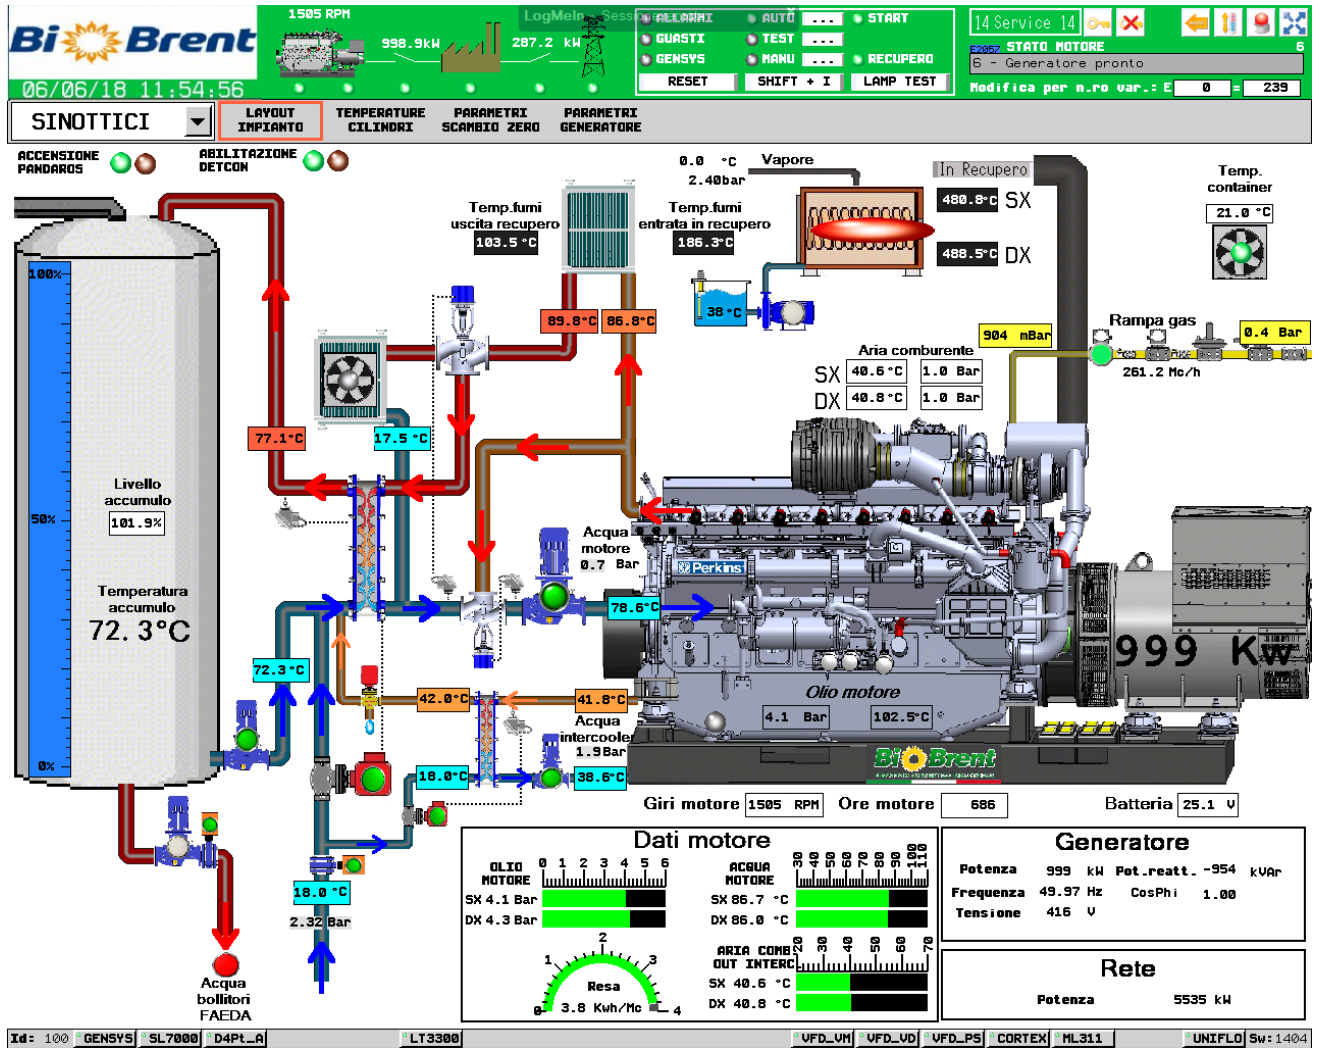 Bi Brent
06/06/18 11:54:56
1505 RPM
998.9kW
287.2 kW
LogMeIn - Sessione
ALLARMI
GUASTI
GENSYS
RESET
AUTO ...
TEST ...
MANU ...
SHIFT + I
START
RECUPERO
LAMP TEST
14 Service 14
E2057 STATO MOTORE 6
6 - Generatore pronto
Modifica per n.ro var.: E 0 = 239
SINOTTICI
LAYOUT
IMPIANTO
TEMPERATURE
CILINDRI
PARAMETRI
SCAMBIO ZERO
PARAMETRI
GENERATORE
ACCENSIONE
PANDAROS
ABILITAZIONE
DETCON
0.0 °C
2.40bar
Vapore
In Recupero
480.8°C SX
488.5°C DX
Temp.
container
21.0 °C
Temp.fumi
uscita recupero
103.5 °C
Temp.fumi
entrata in recupero
186.3°C
38 °C
89.8°C
86.8°C
904 mBar
Rampa gas
0.4 Bar
261.2 Mc/h
Aria comburente
SX 40.6 °C 1.0 Bar
DX 40.8 °C 1.0 Bar
100%
50%
0%
77.1°C
17.5 °C
Livello
accumulo
101.9%
Temperatura
accumulo
72.3°C
Acqua
motore
0.7 Bar
Perkins
78.6°C
72.3°C
999 Kw
42.0°C
41.8°C
Olio motore
4.1 Bar
102.5°C
Acqua
intercooler
1.9Bar
18.0°C
38.6°C
Bi Brent
Giri motore 1505 RPM
Ore motore 686
Batteria 25.1 V
18.0 °C
2.32 Bar
Acqua
bollitori
FAEDA
Dati motore
OLIO
MOTORE
0 1 2 3 4 5 6
SX 4.1 Bar
DX 4.3 Bar
ACQUA
MOTORE
30 40 50 60 70 80 90 100 110
SX 86.7 °C
DX 86.0 °C
0 1 2 3 4
Resa
3.8 Kwh/Mc
ARIA COMB
OUT INTERC
20 30 40 50 60 70
SX 40.6 °C
DX 40.8 °C
Generatore
Potenza 999 kW Pot.reatt. -954 kVAr
Frequenza 49.97 Hz CosPhi 1.00
Tensione 416 V
Rete
Potenza 5535 kW
Id: 100 GENSYS SL7000 D4Pt_A LT3300 VFD_VM VFD_VD VFD_PS CORTEX ML311 UNIFLO Sw:1404